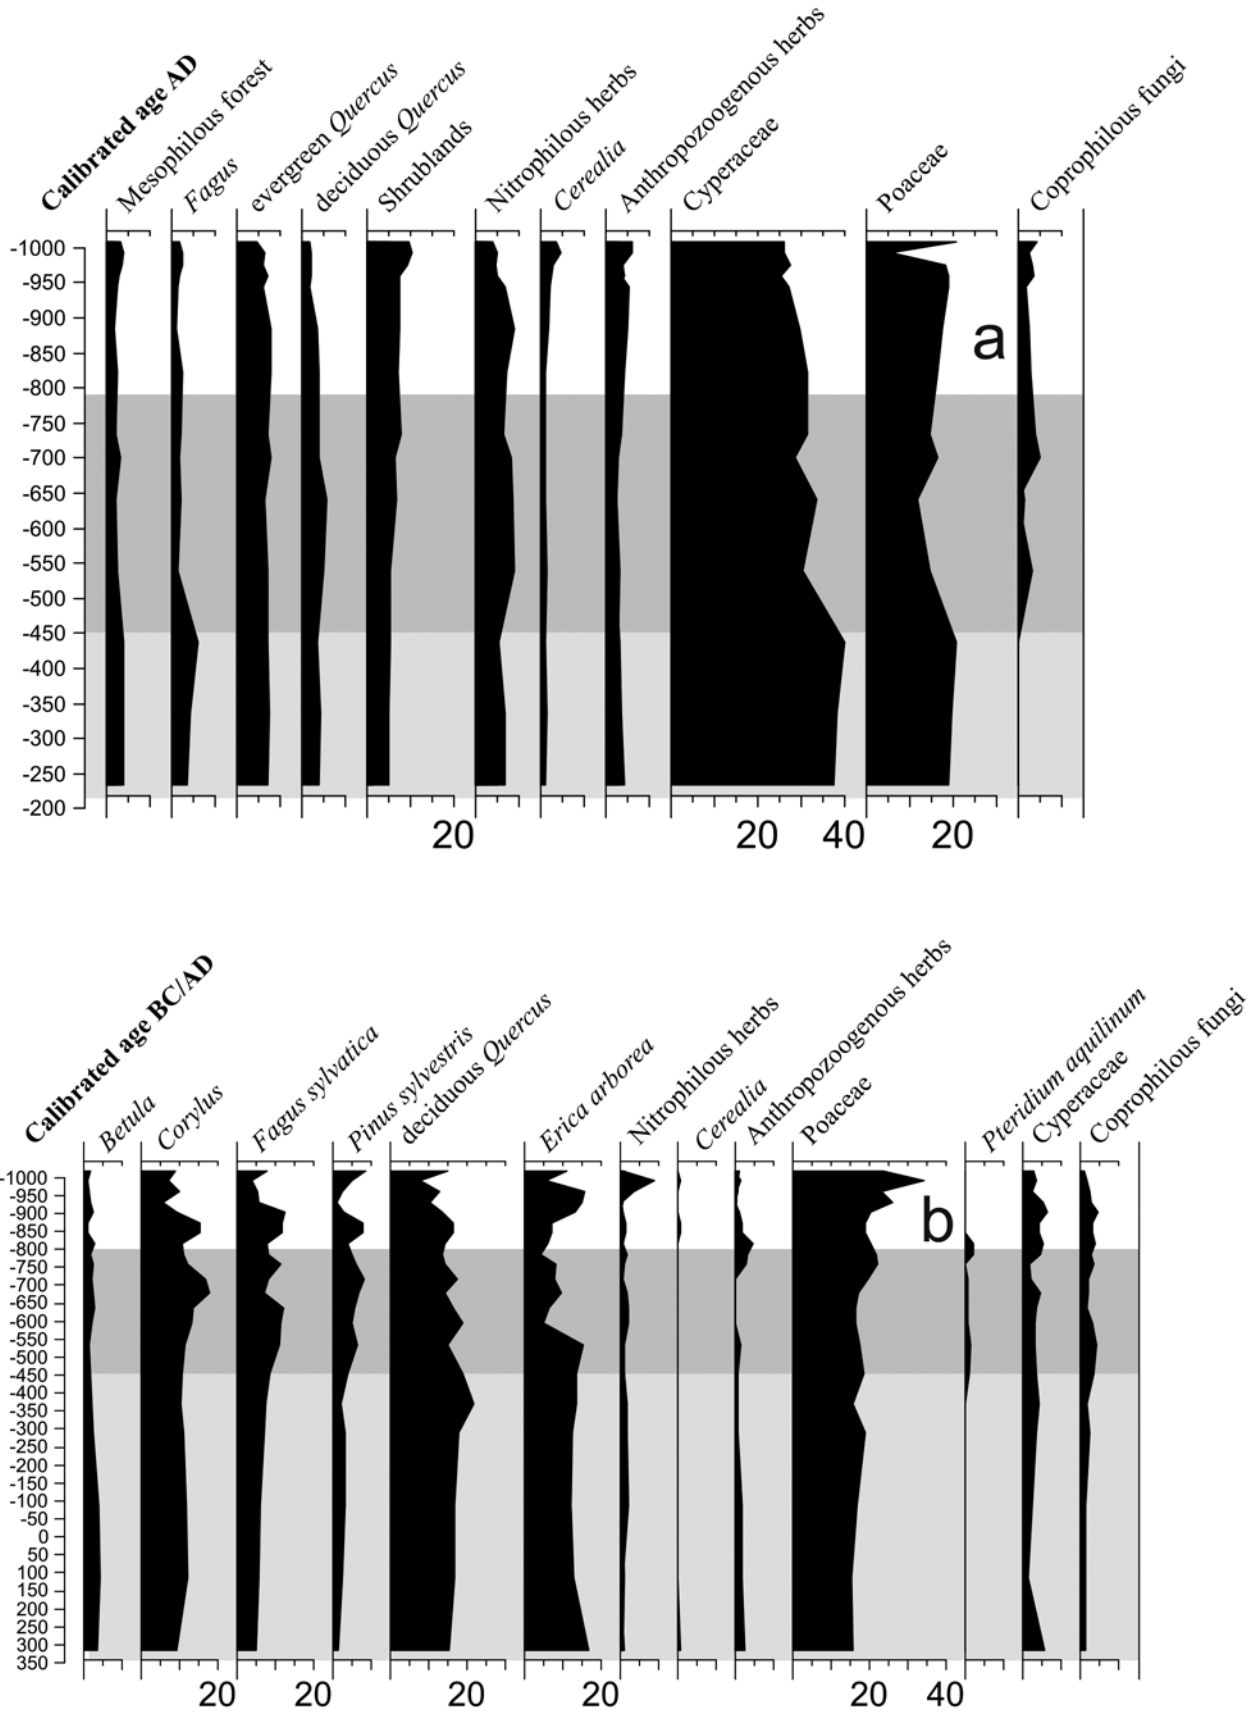 Calibrated age AD
Mesophilous forest
Fagus
evergreen Quercus
deciduous Quercus
Shrublands
Nitrophilous herbs
Cerealia
Anthropozoogenous herbs
Cyperaceae
Poaceae
Coprophilous fungi
-1000
-950
-900
-850
-800
-750
-700
-650
-600
-550
-500
-450
-400
-350
-300
-250
-200
a
20
20
40
20
Calibrated age BC/AD
Betula
Corylus
Fagus sylvatica
Pinus sylvestris
deciduous Quercus
Erica arborea
Nitrophilous herbs
Cerealia
Anthropozoogenous herbs
Poaceae
Pteridium aquilinum
Cyperaceae
Coprophilous fungi
-1000
-950
-900
-850
-800
-750
-700
-650
-600
-550
-500
-450
-400
-350
-300
-250
-200
-150
-100
-50
0
50
100
150
200
250
300
350
b
20
20
20
20
20
40